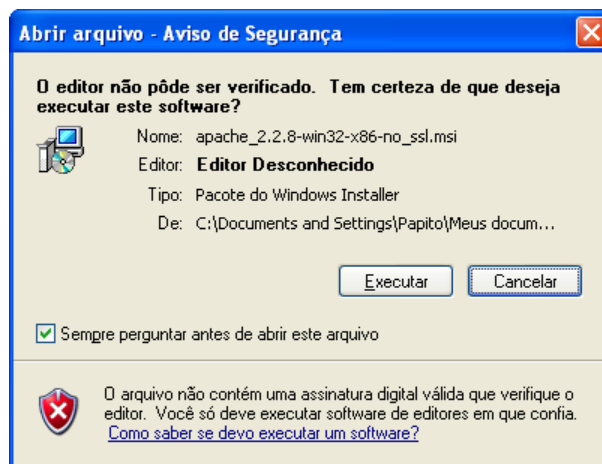 Abrir arquivo - Aviso de Segurança
O editor não pôde ser verificado. Tem certeza de que deseja
executar este software?
Nome: apache_2.2.8-win32-x86-no_ssl.msi
Editor: Editor Desconhecido
Tipo: Pacote do Windows Installer
De: C:\Documents and Settings\Papito\Meus docum...
Executar Cancelar
Sempre perguntar antes de abrir este arquivo
O arquivo não contém uma assinatura digital válida que verifique o
editor. Você só deve executar software de editores em que confia.
Como saber se devo executar um software?